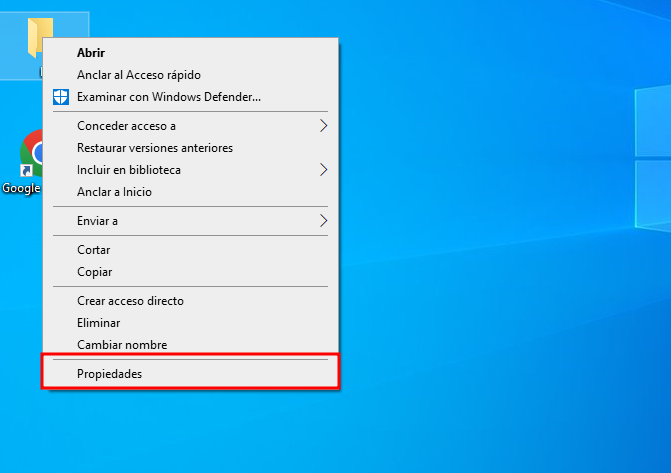 Abrir
Anclar al Acceso rápido
Examinar con Windows Defender...
Conceder acceso a
Restaurar versiones anteriores
Incluir en biblioteca
Anclar a Inicio
Google
Enviar a
Cortar
Copiar
Crear acceso directo
Eliminar
Cambiar nombre
Propiedades